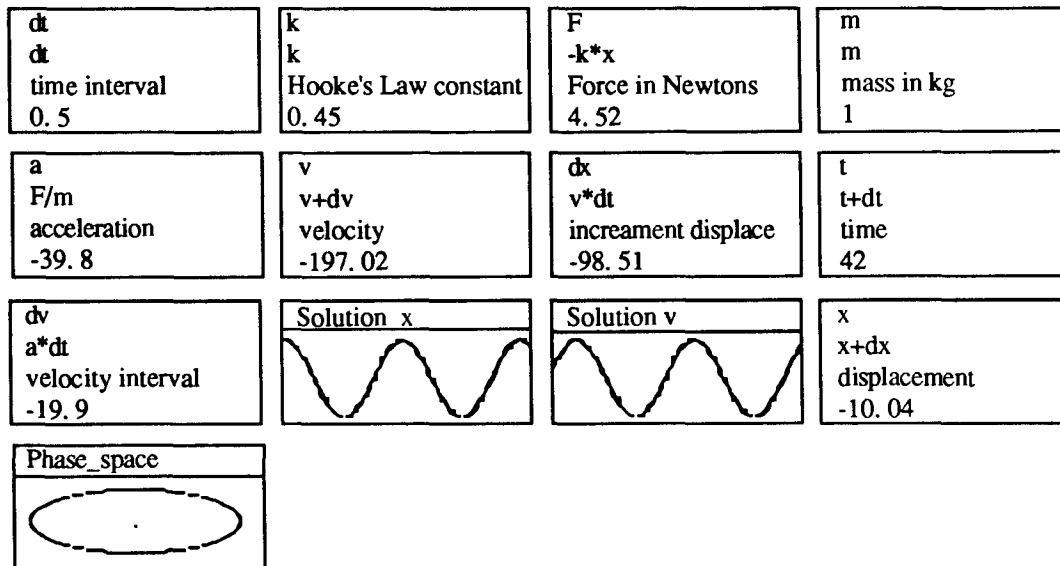 dt
dt
time interval
0. 5
k
k
Hooke's Law constant
0. 45
F
-k*x
Force in Newtons
4. 52
m
m
mass in kg
1
a
F/m
acceleration
-39. 8
v
v+dv
velocity
-197. 02
dx
v*dt
increament displace
-98. 51
t
t+dt
time
42
dv
a*dt
velocity interval
-19. 9
Solution x
Solution v
x
x+dx
displacement
-10. 04
Phase_space